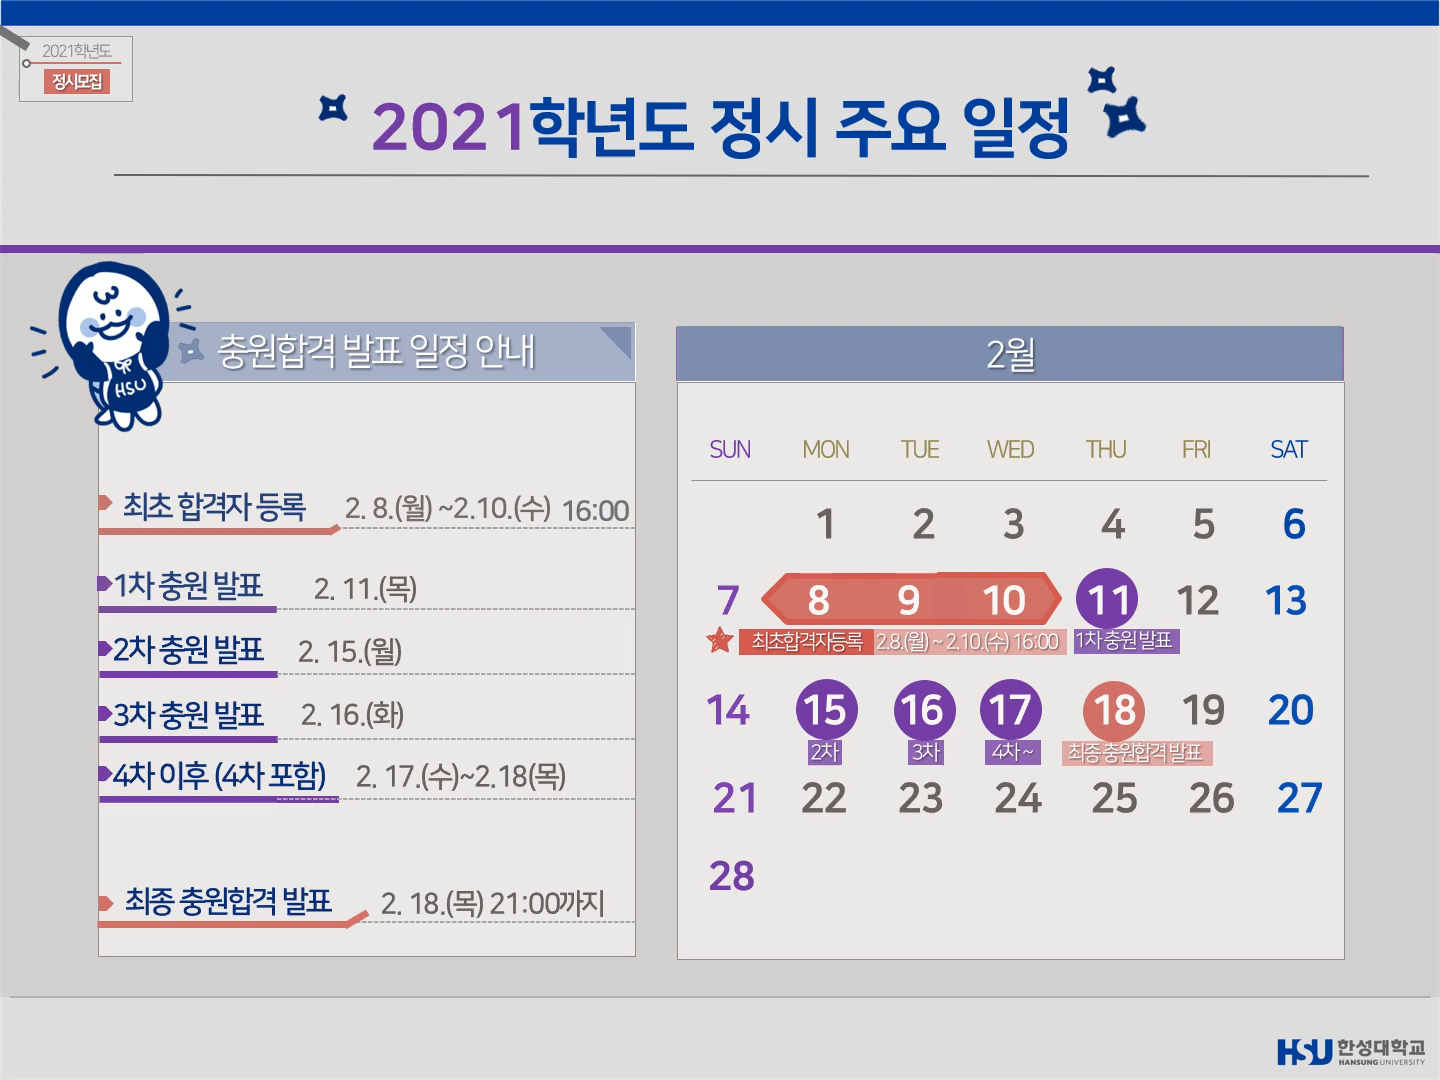 2021학년도
정시모집
2021학년도 정시 주요 일정
HSU
충원합격 발표 일정 안내
최초 합격자 등록 2. 8.(월) ~2.10.(수) 16:00
1차 충원 발표 2. 11.(목)
2차 충원 발표 2. 15.(월)
3차 충원 발표 2. 16.(화)
4차 이후 (4차 포함) 2. 17.(수)~2.18(목)
최종 충원합격 발표 2. 18.(목) 21:00까지
2월
SUN MON TUE WED THU FRI SAT
1 2 3 4 5 6
7 8 9 10 11 12 13
최초합격자등록 2.8.(월) ~ 2.10.(수) 16:00 1차 충원 발표
14 15 16 17 18 19 20
2차 3차 4차 ~ 최종 충원합격 발표
21 22 23 24 25 26 27
28
HSU 한성대학교
HANSUNG UNIVERSITY